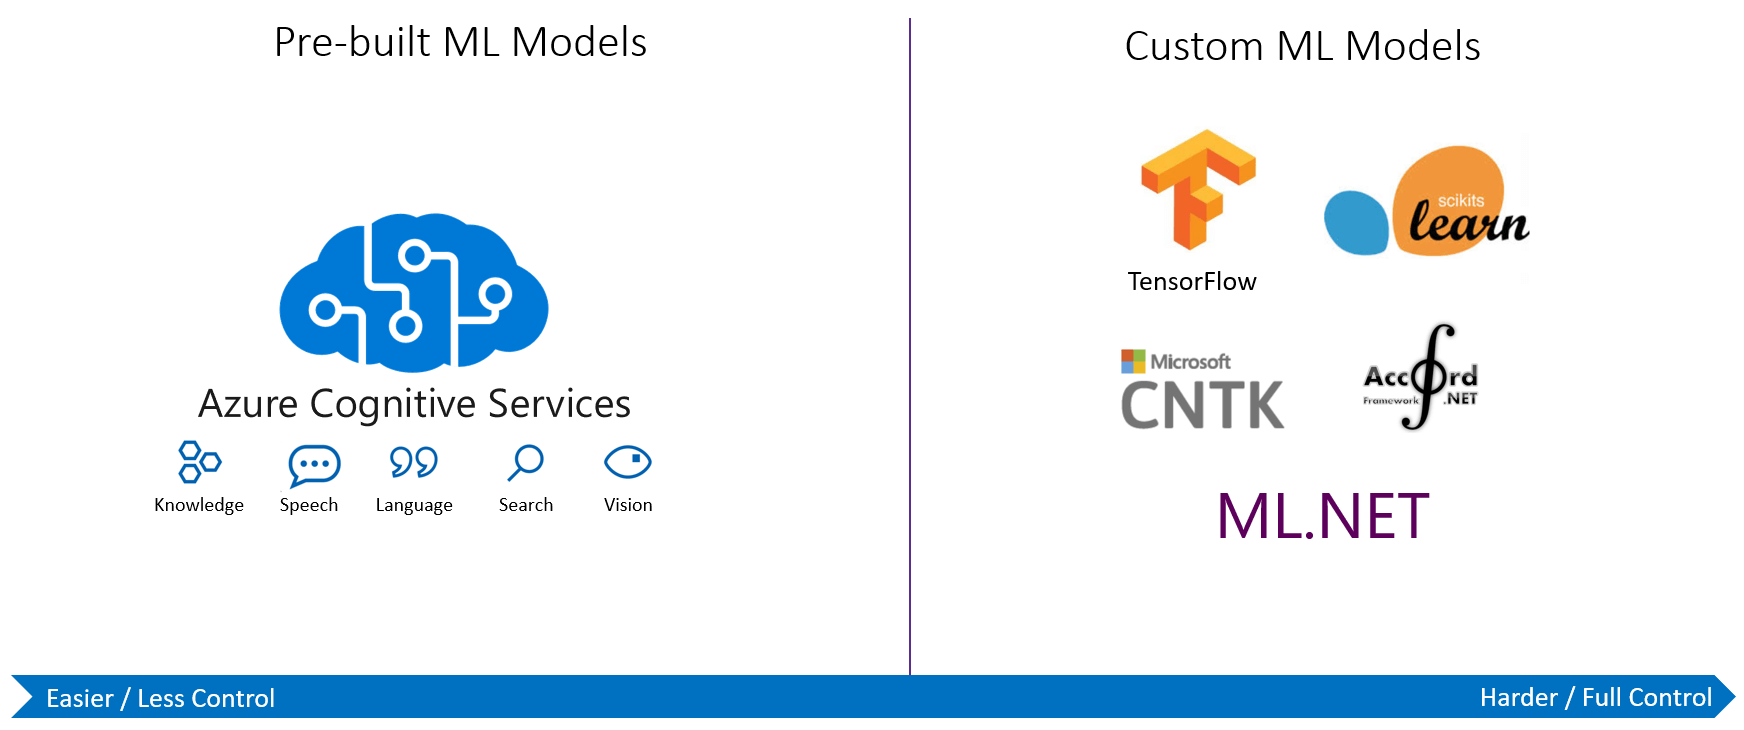 Pre-built ML Models
Azure Cognitive Services
Knowledge
Speech
Language
Search
Vision
Custom ML Models
TensorFlow
scikits
learn
Microsoft
CNTK
Accord
Framework .NET
ML.NET
Easier / Less Control
Harder / Full Control